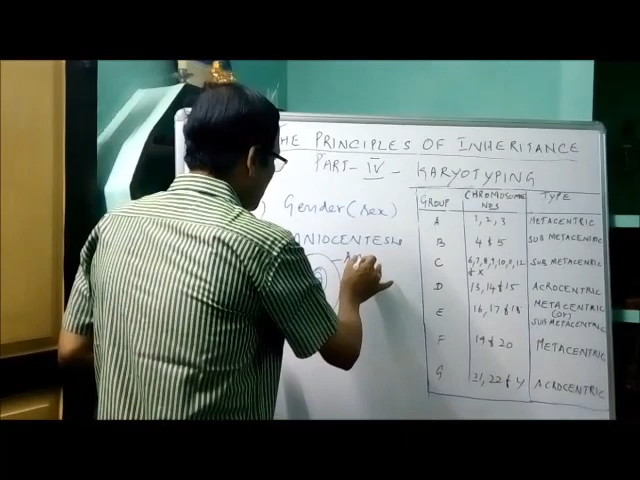 THE PRINCIPLES OF INHERITANCE
PART - IV - KARYOTYPING
Gender (sex)
ANIOCENTESIS
GROUP CHROMOSOME NOS TYPE
A 1, 2, 3 METACENTRIC
B 4 & 5 SUB METACENTRIC
C 6,7,8,9,10,11,12 & X SUB METACENTRIC
D 13, 14 & 15 ACROCENTRIC
E 16, 17 & 18 METACENTRIC (OR) SUB METACENTRIC
F 19 & 20 METACENTRIC
G 21, 22 & Y ACROCENTRIC